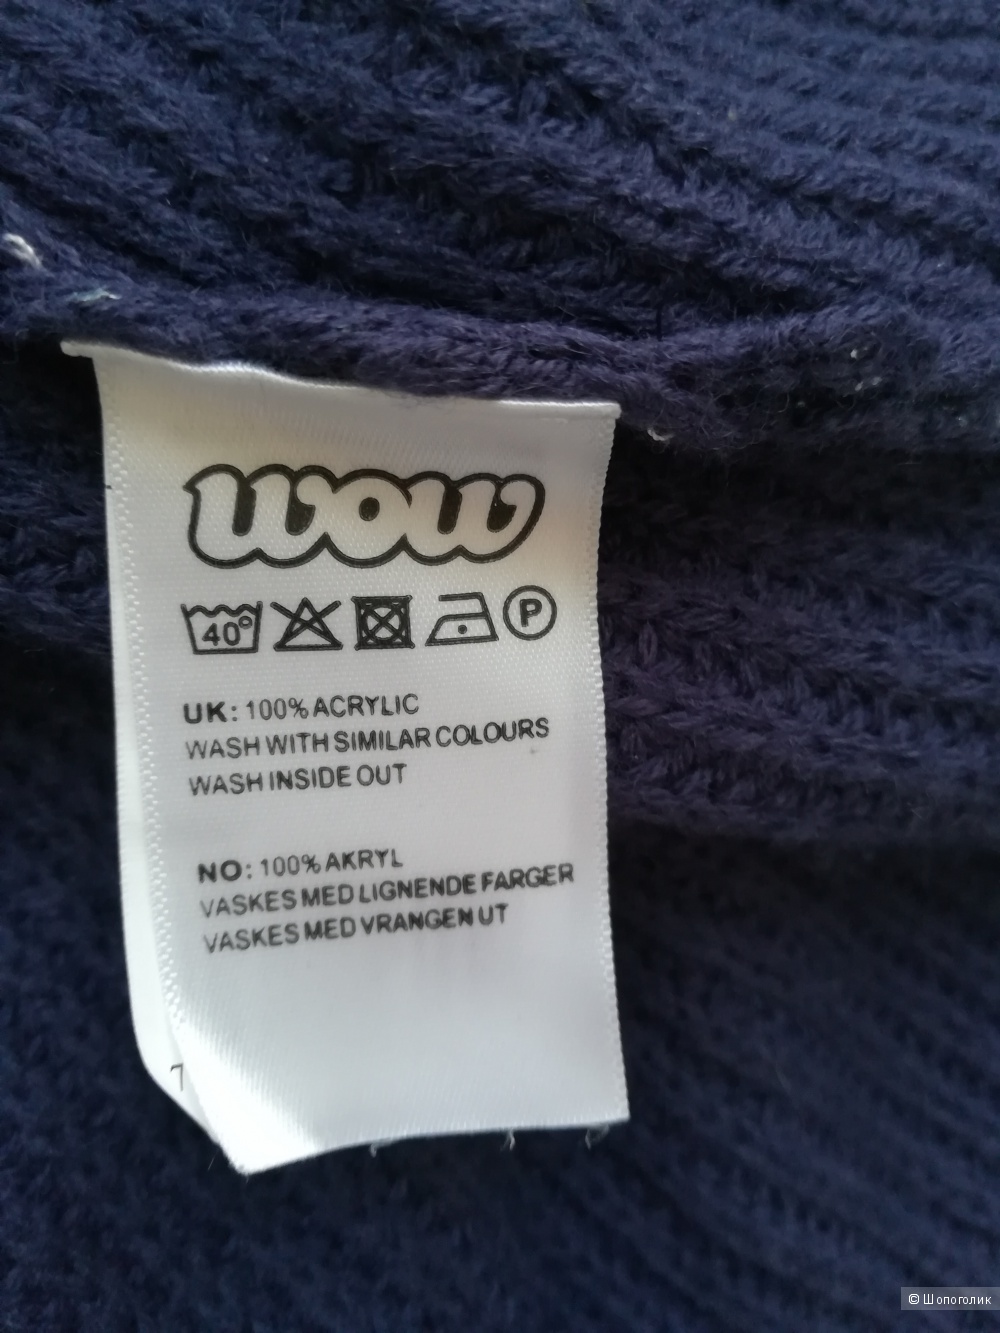 wow
40° P
UK: 100% ACRYLIC
WASH WITH SIMILAR COLOURS
WASH INSIDE OUT
NO: 100% AKRYL
VASKES MED LIGNENDE FARGER
VASKES MED VRANGEN UT
© Шопоголик